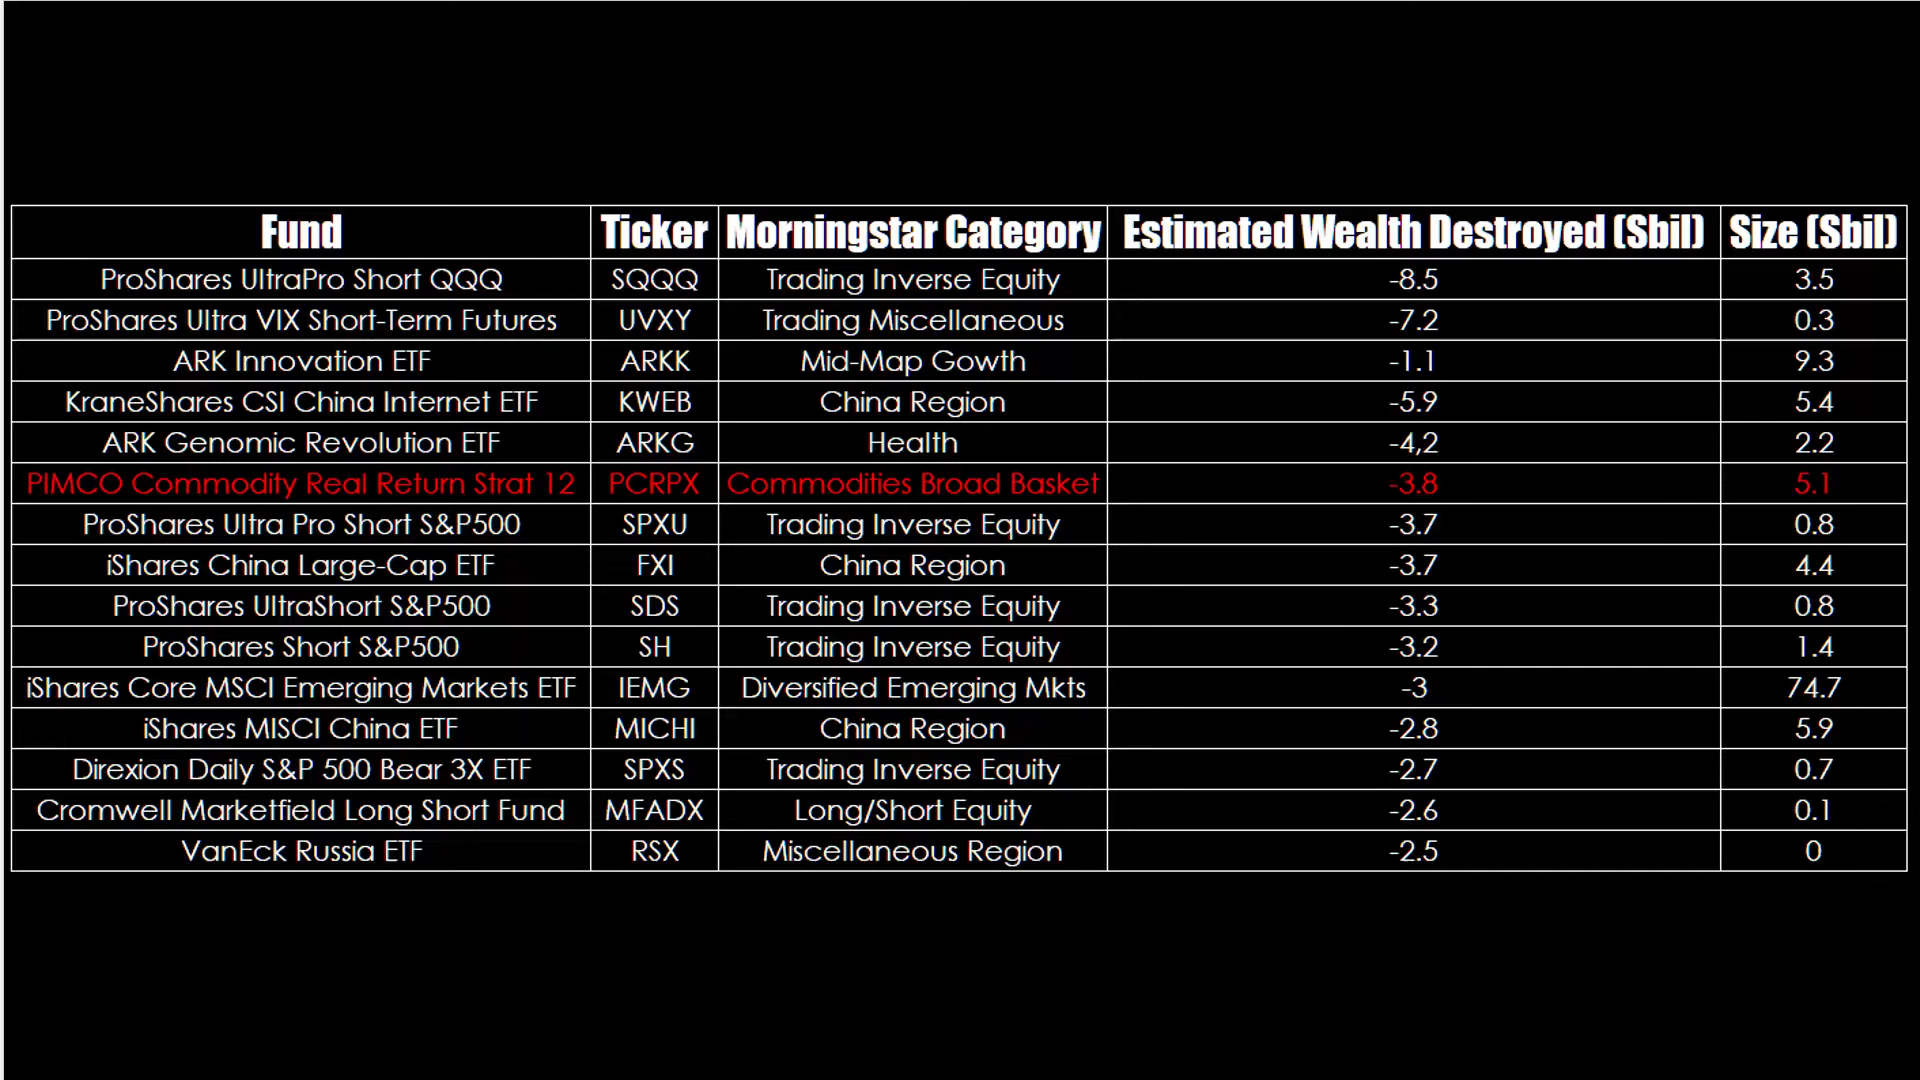 Fund Ticker Morningstar Category Estimated Wealth Destroyed (Sbil) Size (Sbil)
ProShares UltraPro Short QQQ SQQQ Trading Inverse Equity -8.5 3.5
ProShares Ultra VIX Short-Term Futures UVXY Trading Miscellaneous -7.2 0.3
ARK Innovation ETF ARKK Mid-Map Gowth -1.1 9.3
KraneShares CSI China Internet ETF KWEB China Region -5.9 5.4
ARK Genomic Revolution ETF ARKG Health -4,2 2.2
PIMCO Commodity Real Return Strat 12 PCRPX Commodities Broad Basket -3.8 5.1
ProShares Ultra Pro Short S&P500 SPXU Trading Inverse Equity -3.7 0.8
iShares China Large-Cap ETF FXI China Region -3.7 4.4
ProShares UltraShort S&P500 SDS Trading Inverse Equity -3.3 0.8
ProShares Short S&P500 SH Trading Inverse Equity -3.2 1.4
iShares Core MSCI Emerging Markets ETF IEMG Diversified Emerging Mkts -3 74.7
iShares MISCI China ETF MICHI China Region -2.8 5.9
Direxion Daily S&P 500 Bear 3X ETF SPXS Trading Inverse Equity -2.7 0.7
Cromwell Marketfield Long Short Fund MFADX Long/Short Equity -2.6 0.1
VanEck Russia ETF RSX Miscellaneous Region -2.5 0